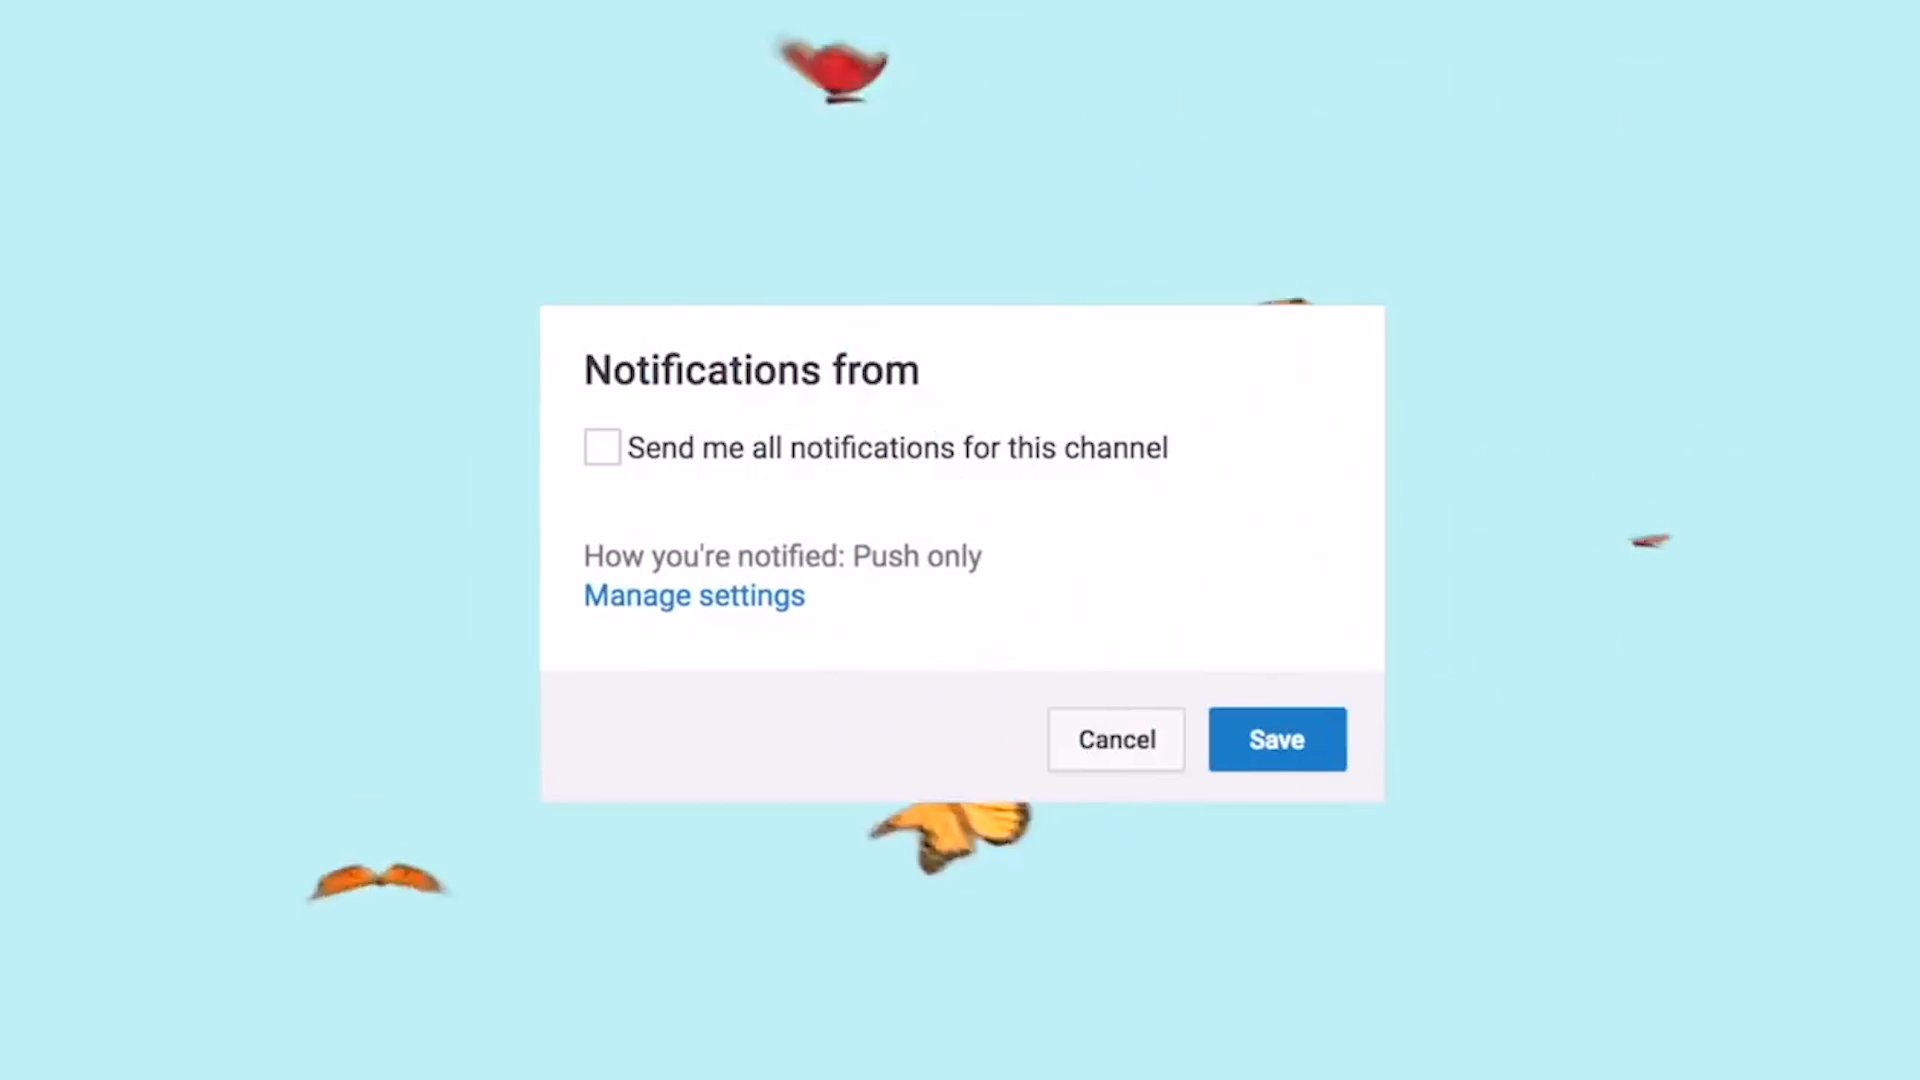 Notifications from
Send me all notifications for this channel
How you're notified: Push only
Manage settings
Cancel
Save